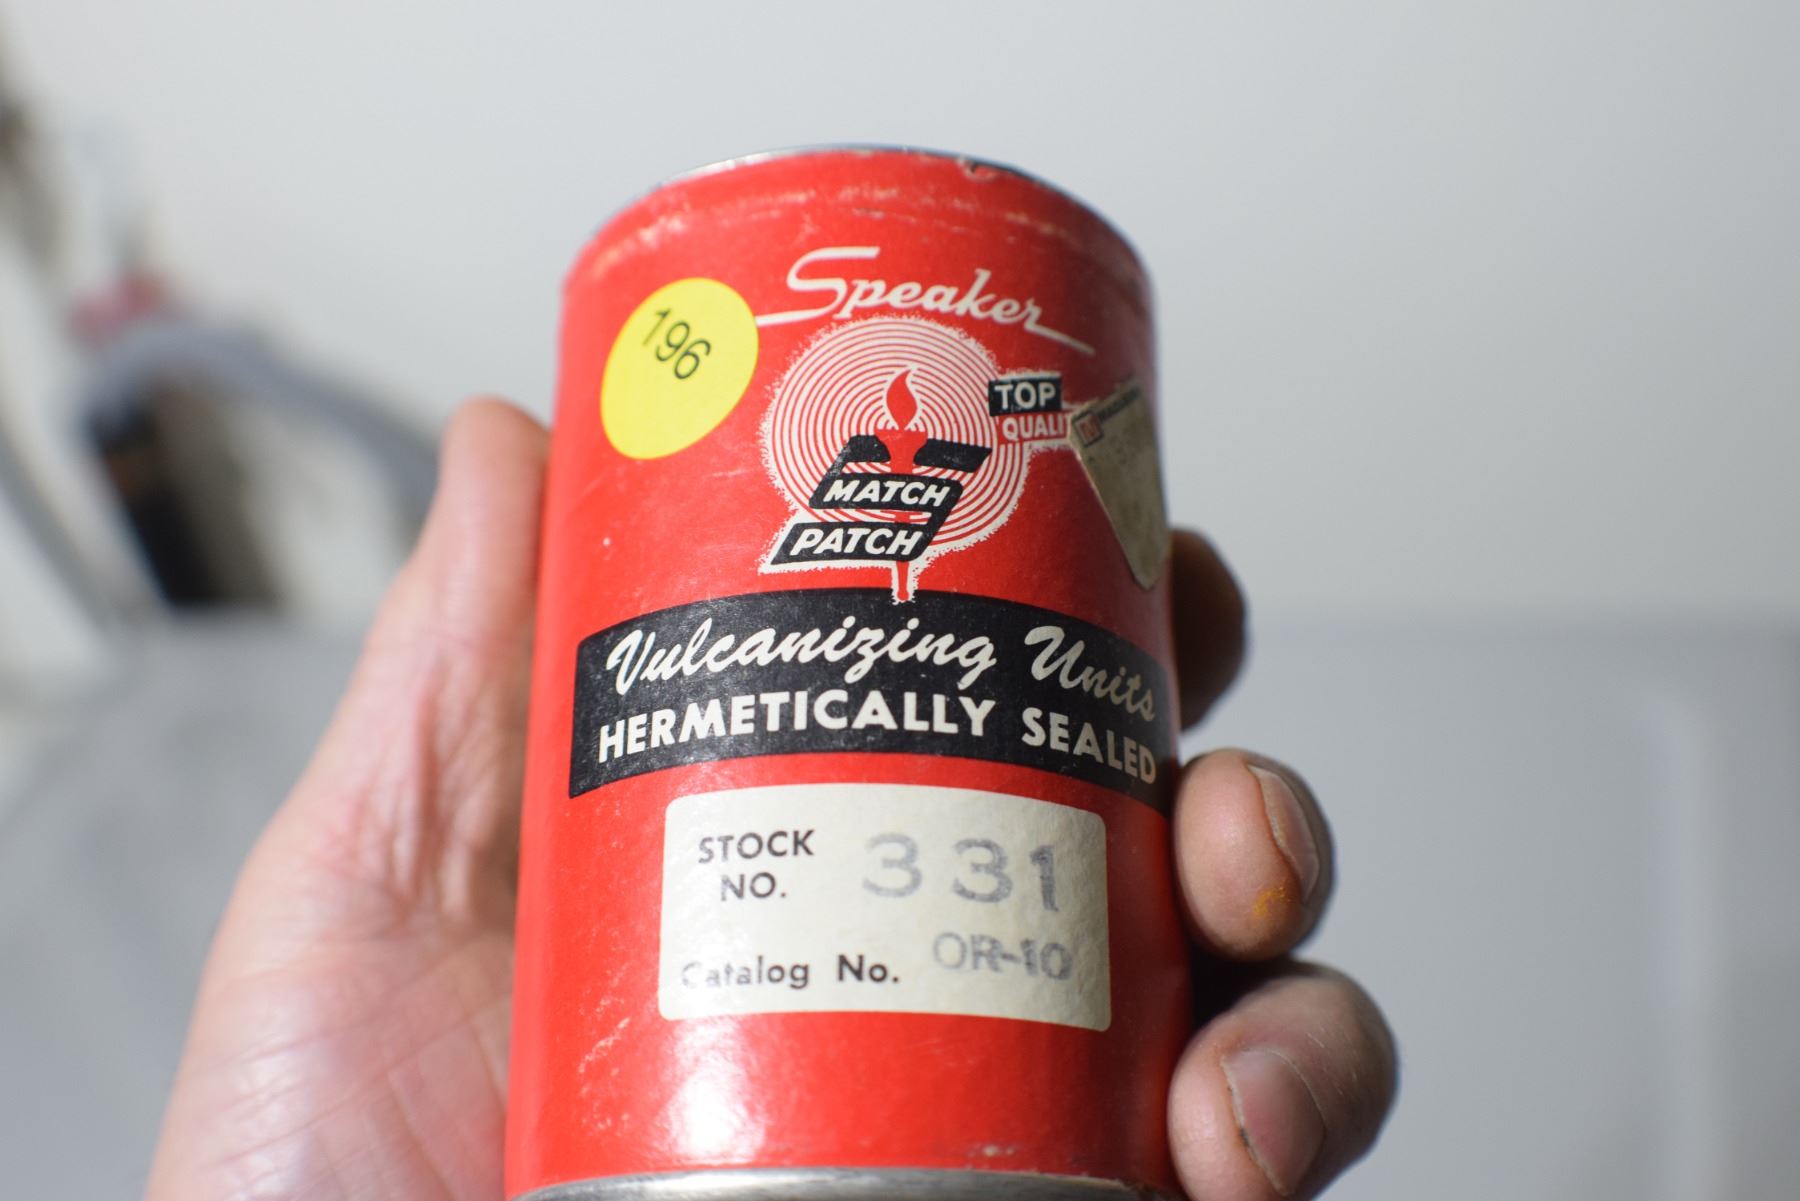 Speaker
196
TOP
QUALI
MATCH
PATCH
Vulcanizing Units
HERMETICALLY SEALED
STOCK
NO. 331
Catalog No. OR-10